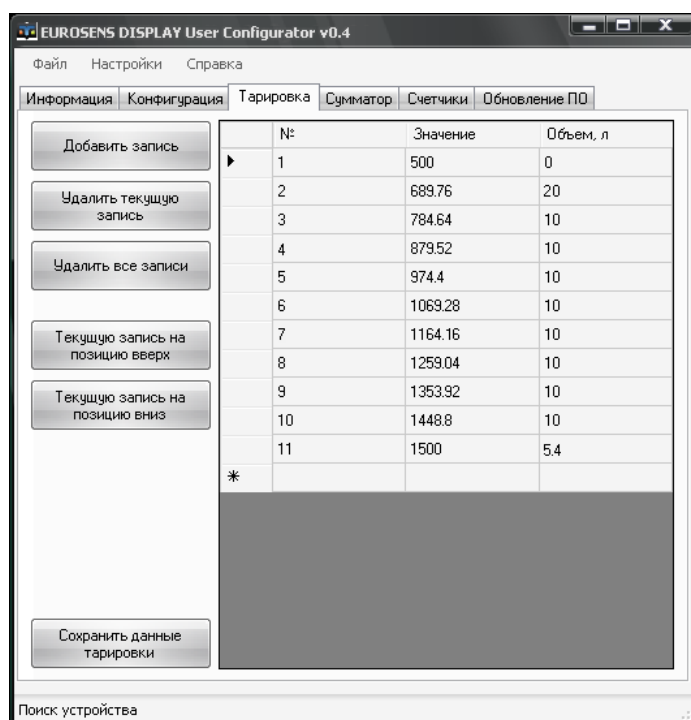 EUROSENS DISPLAY User Configurator v0.4
Файл Настройки Справка
Информация Конфигурация Тарировка Сумматор Счетчики Обновление ПО
Добавить запись
Удалить текущую
запись
Удалить все записи
Текущую запись на
позицию вверх
Текущую запись на
позицию вниз
Сохранить данные
тарировки
№ Значение Объем, л
1 500 0
2 689.76 20
3 784.64 10
4 879.52 10
5 974.4 10
6 1069.28 10
7 1164.16 10
8 1259.04 10
9 1353.92 10
10 1448.8 10
11 1500 5.4
Поиск устройства